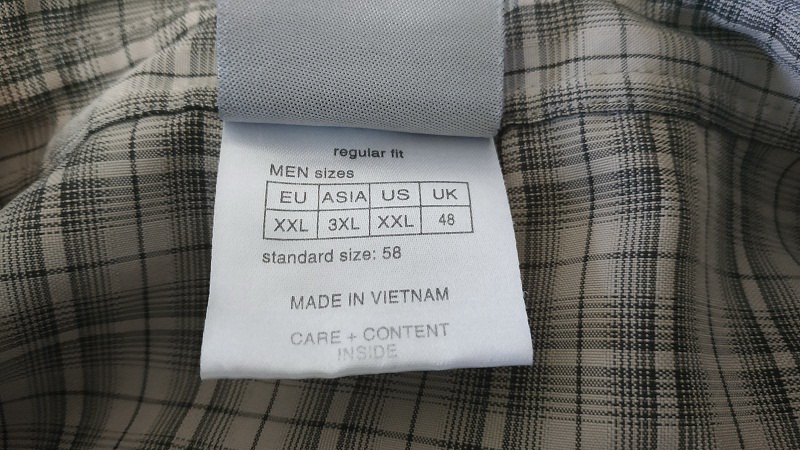 regular fit
MEN sizes
EU ASIA US UK
XXL 3XL XXL 48
standard size: 58
MADE IN VIETNAM
CARE + CONTENT
INSIDE